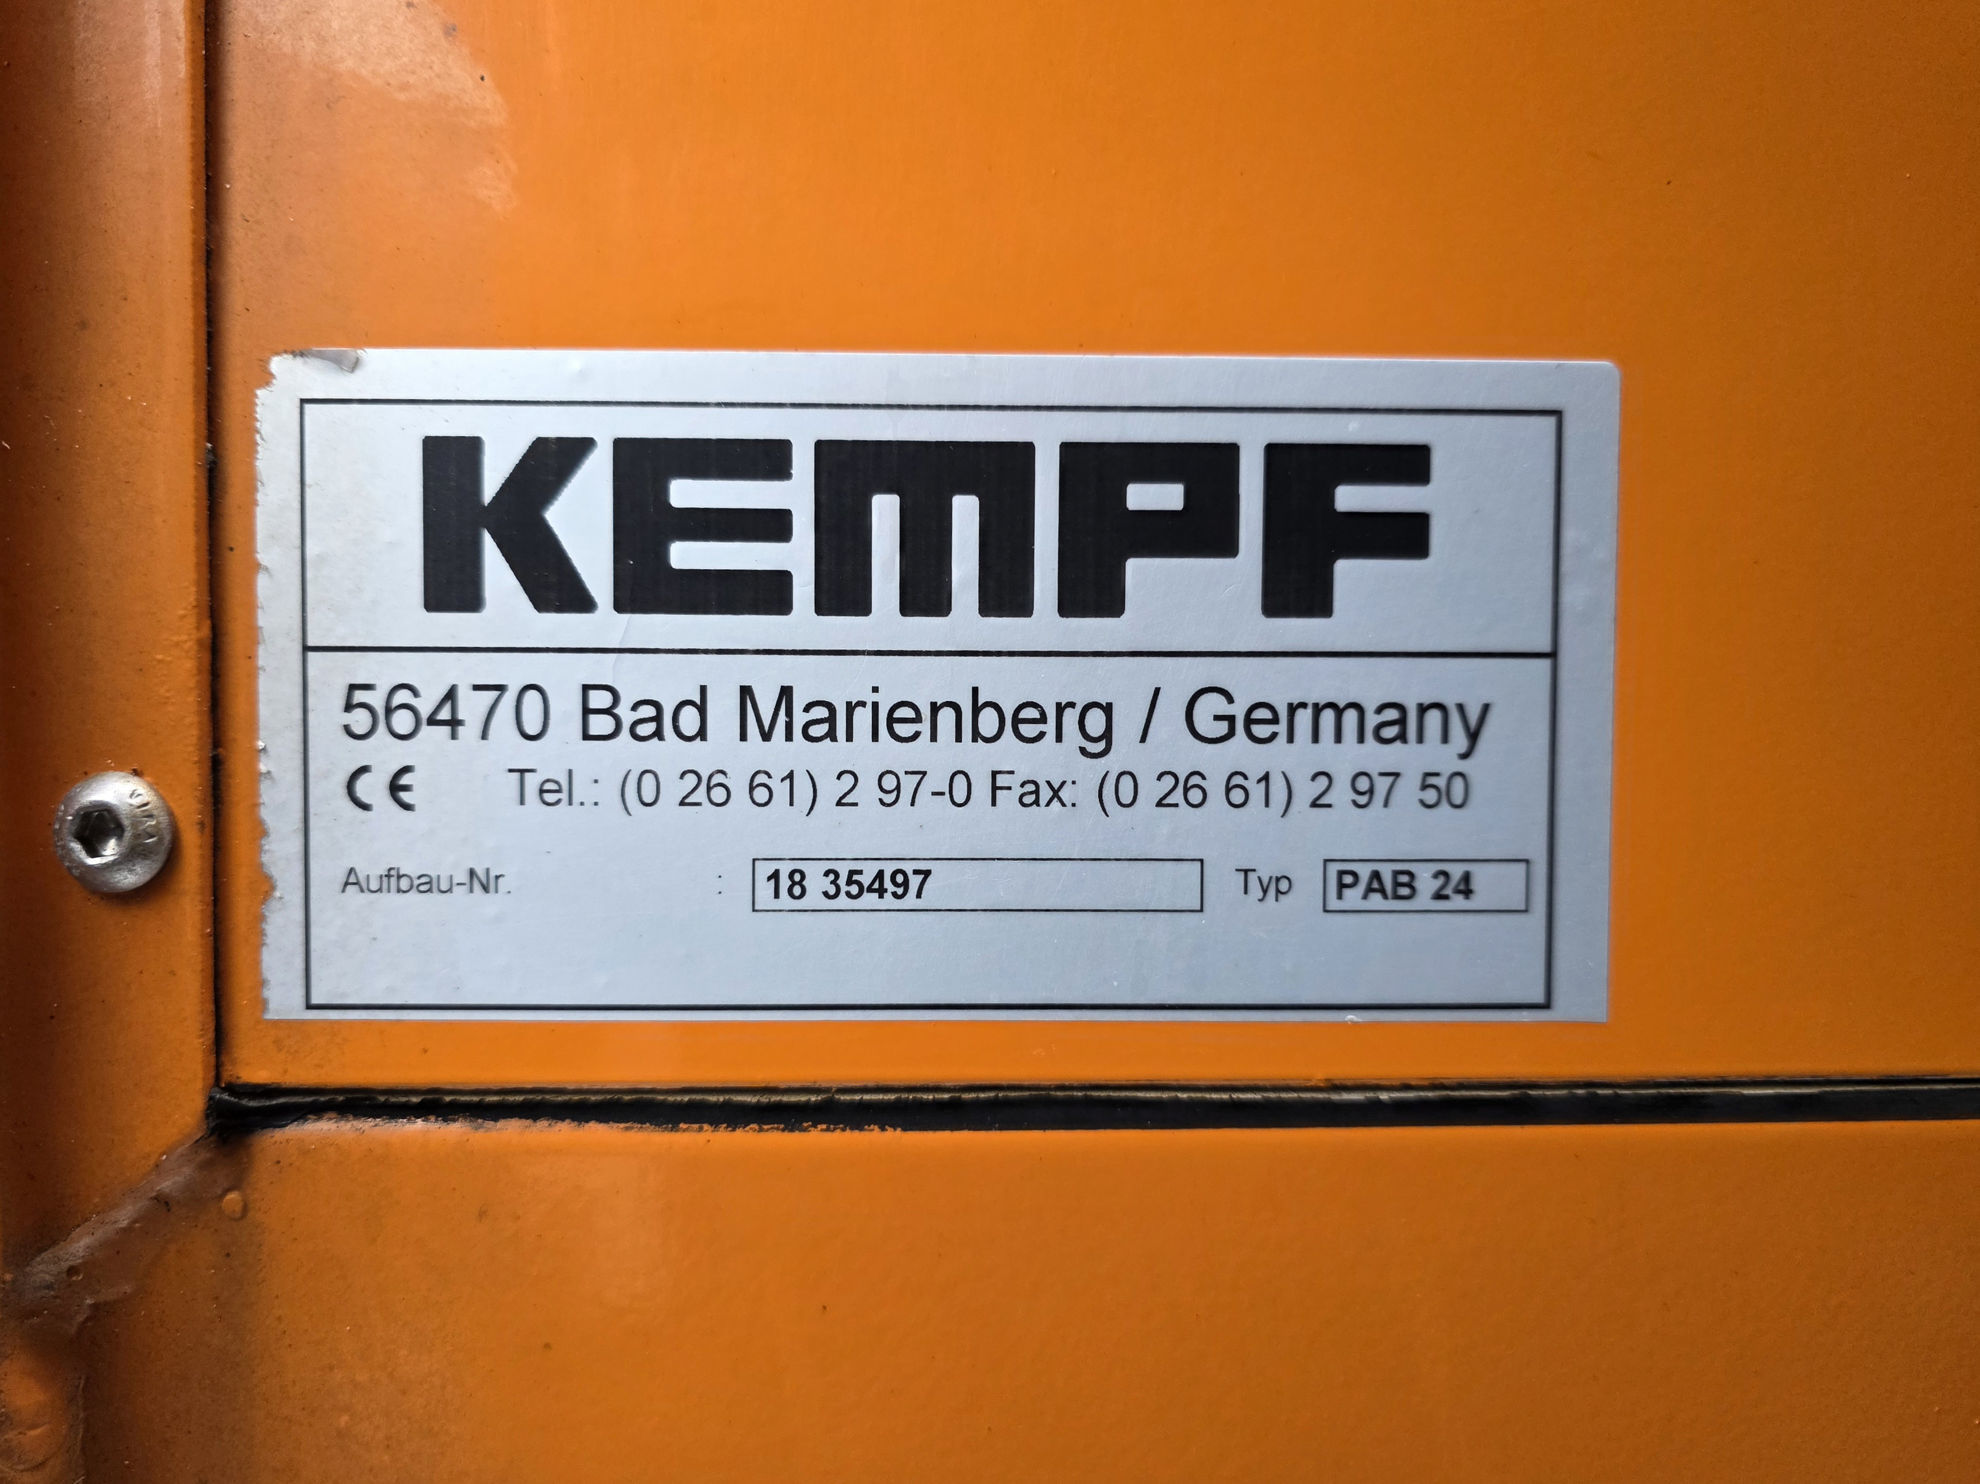 KEMPF
56470 Bad Marienberg / Germany
CE Tel.: (0 26 61) 2 97-0 Fax: (0 26 61) 2 97 50
Aufbau-Nr. : 18 35497 Typ PAB 24